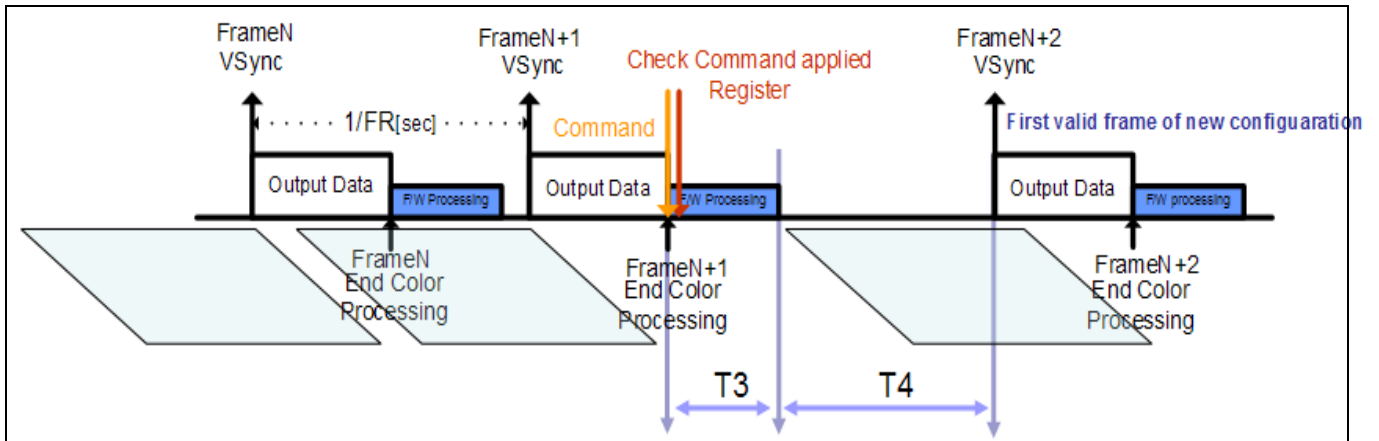 FrameN
VSync
FrameN+1
VSync
Check Command applied
Register
FrameN+2
VSync
1/FR[sec]
Command
First valid frame of new configuaration
Output Data
F/W Processing
Output Data
F/W Processing
Output Data
F/W processing
FrameN
End Color
Processing
FrameN+1
End Color
Processing
FrameN+2
End Color
Processing
T3
T4